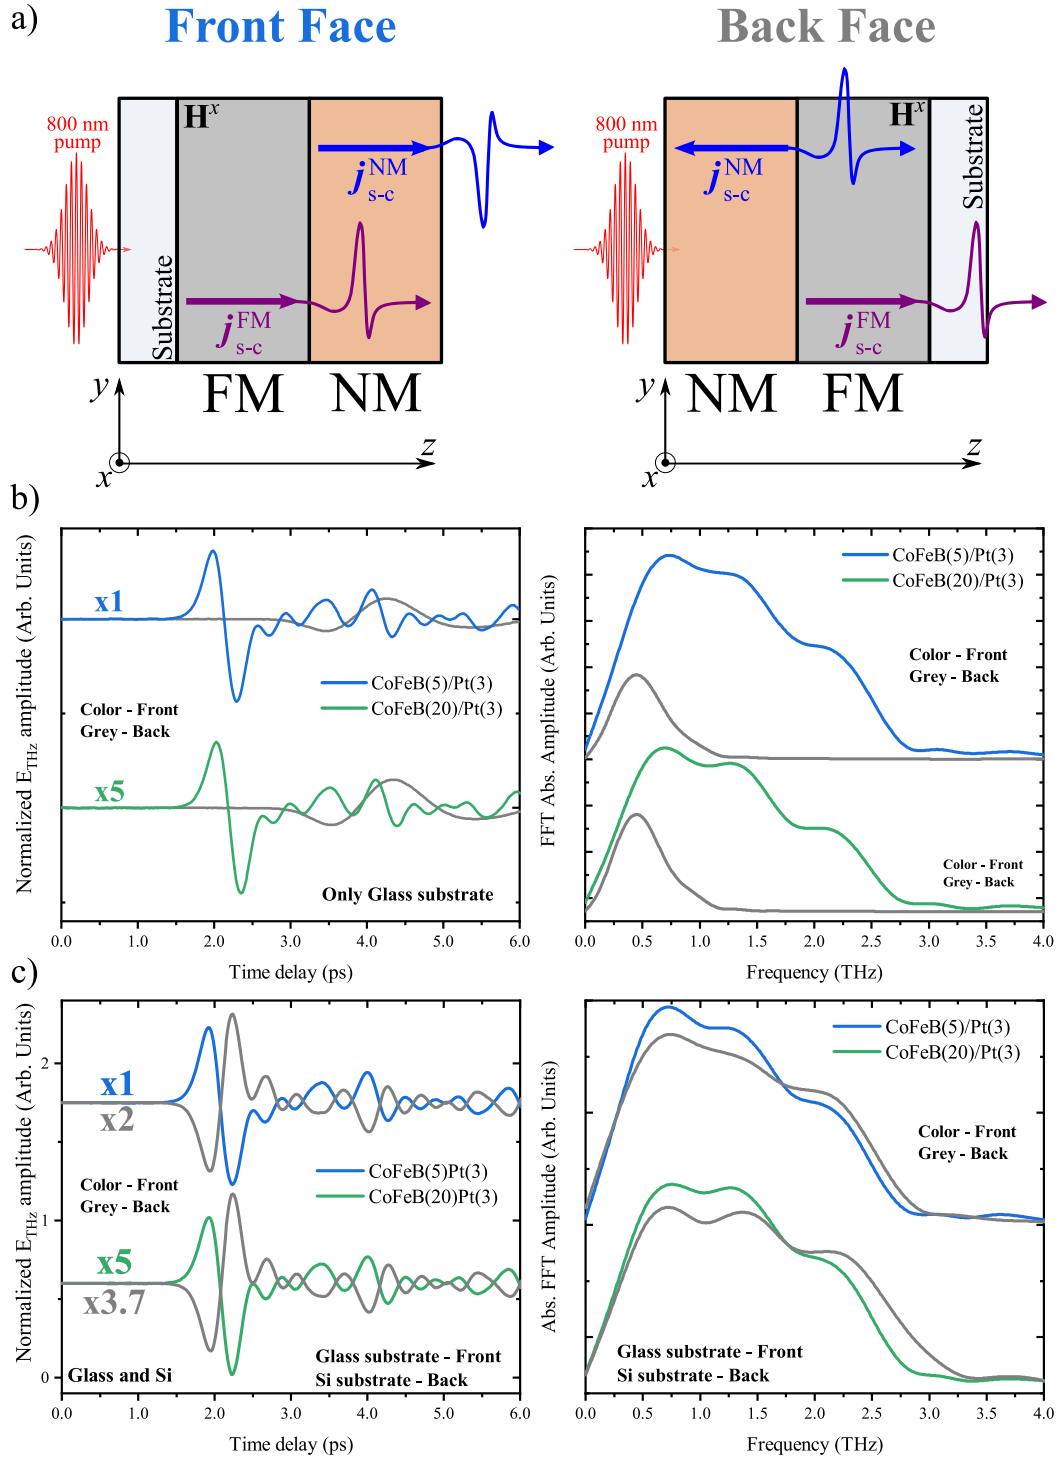 a)
Front Face
Back Face
800 nm
pump
Hˣ
j NM s-c
j FM s-c
Substrate
FM
NM
y
x
z
800 nm
pump
Hˣ
j NM s-c
j FM s-c
Substrate
NM
FM
y
x
z
b)
Normalized E_THz amplitude (Arb. Units)
x1
CoFeB(5)/Pt(3)
CoFeB(20)/Pt(3)
Color - Front
Grey - Back
x5
Only Glass substrate
0.0 1.0 2.0 3.0 4.0 5.0 6.0
Time delay (ps)
FFT Abs. Amplitude (Arb. Units)
CoFeB(5)/Pt(3)
CoFeB(20)/Pt(3)
Color - Front
Grey - Back
Color - Front
Grey - Back
0.0 0.5 1.0 1.5 2.0 2.5 3.0 3.5 4.0
Frequency (THz)
c)
Normalized E_THz amplitude (Arb. Units)
2
1
0
x1
x2
Color - Front
Grey - Back
CoFeB(5)Pt(3)
CoFeB(20)Pt(3)
x5
x3.7
Glass and Si
Glass substrate - Front
Si substrate - Back
0.0 1.0 2.0 3.0 4.0 5.0 6.0
Time delay (ps)
Abs. FFT Amplitude (Arb. Units)
CoFeB(5)/Pt(3)
CoFeB(20)/Pt(3)
Color - Front
Grey - Back
Glass substrate - Front
Si substrate - Back
0.0 0.5 1.0 1.5 2.0 2.5 3.0 3.5 4.0
Frequency (THz)